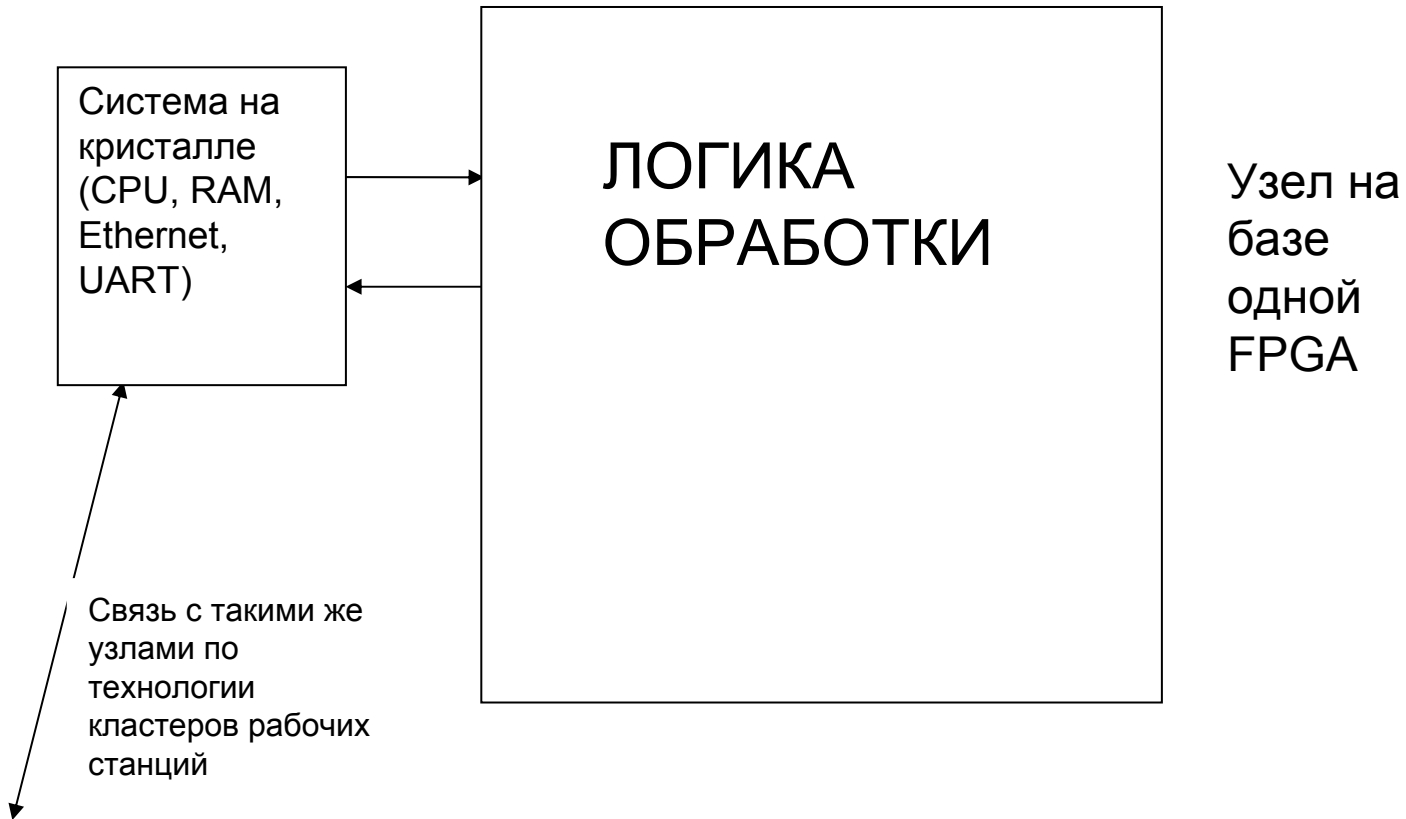 Система на
кристалле
(CPU, RAM,
Ethernet,
UART)
ЛОГИКА
ОБРАБОТКИ
Узел на
базе
одной
FPGA
Связь с такими же
узлами по
технологии
кластеров рабочих
станций